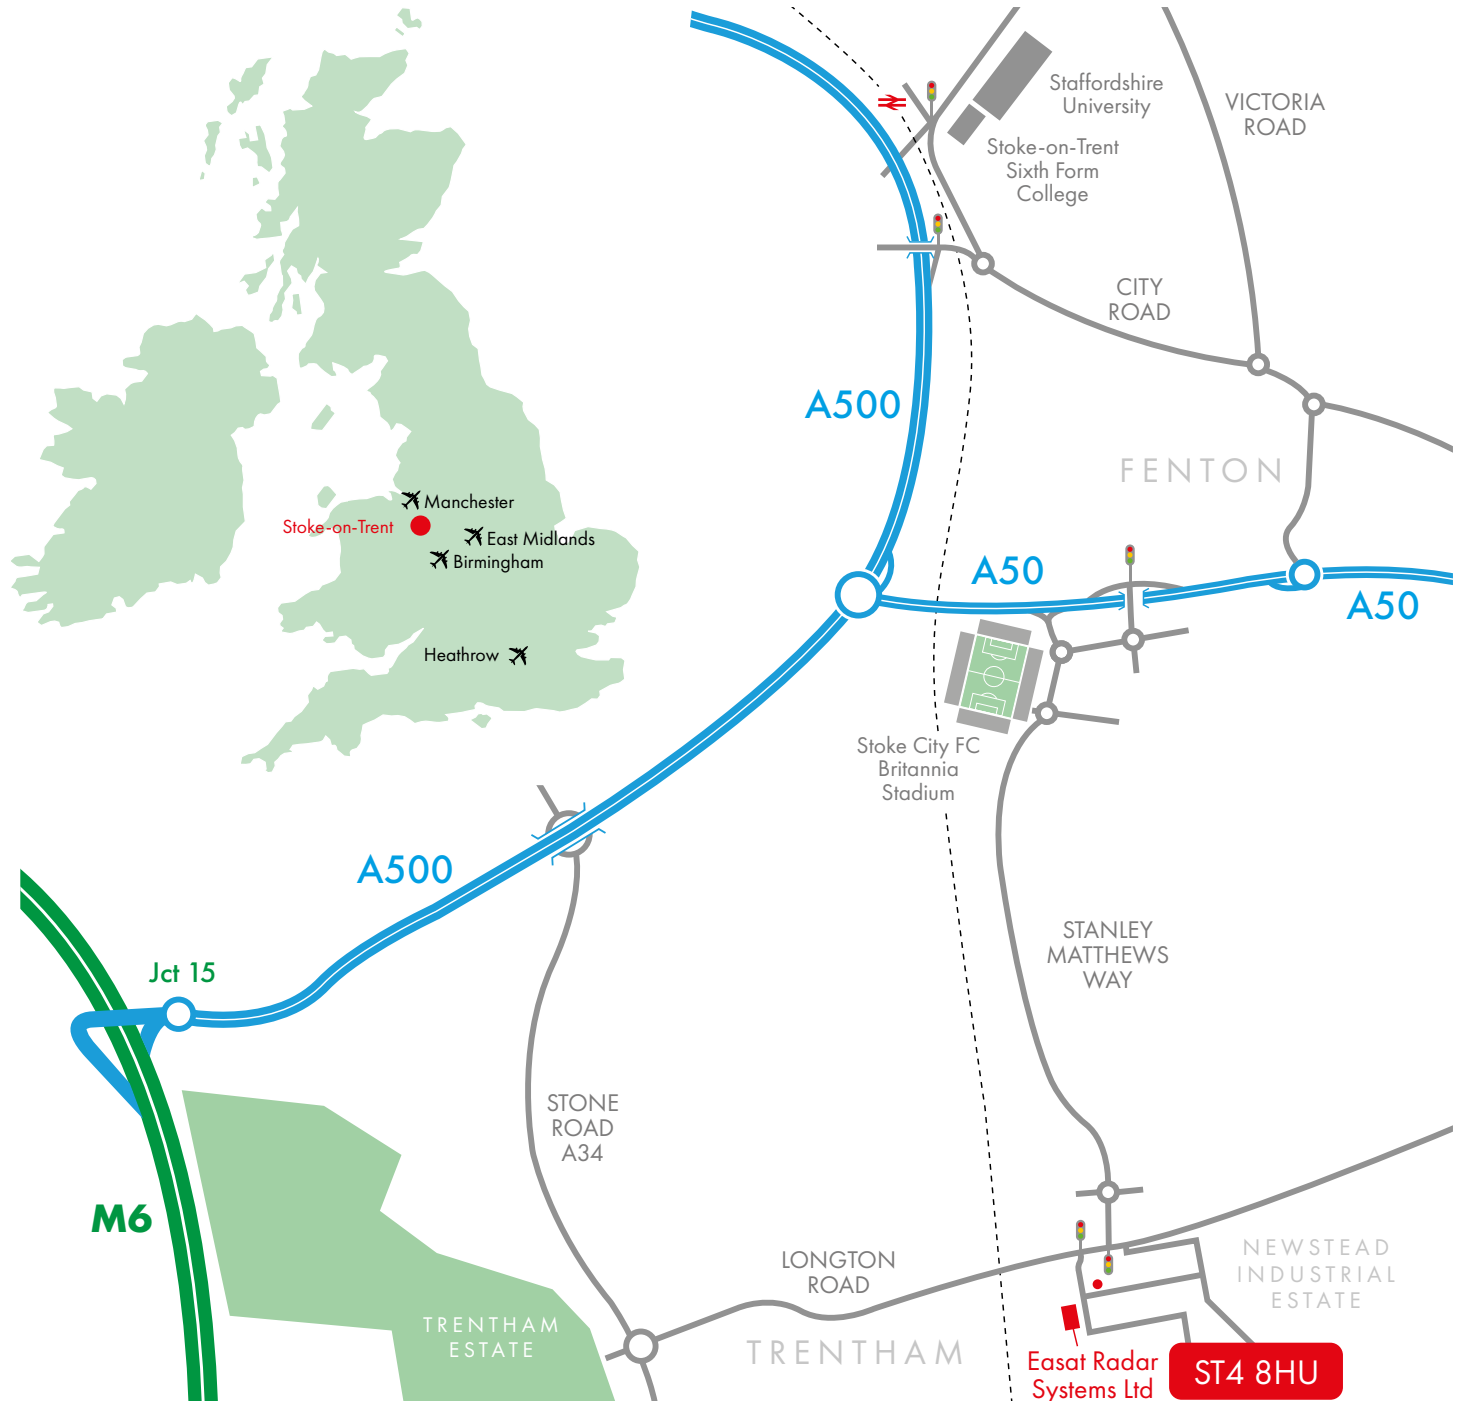 Staffordshire
University
VICTORIA
ROAD
Stoke-on-Trent
Sixth Form
College
CITY
ROAD
A500
FENTON
Manchester
Stoke-on-Trent
East Midlands
Birmingham
A50
A50
Heathrow
Stoke City FC
Britannia
Stadium
A500
STANLEY
MATTHEWS
WAY
Jct 15
STONE
ROAD
A34
M6
LONGTON
ROAD
NEWSTEAD
INDUSTRIAL
ESTATE
TRENTHAM
ESTATE
TRENTHAM
Easat Radar
Systems Ltd
ST4 8HU